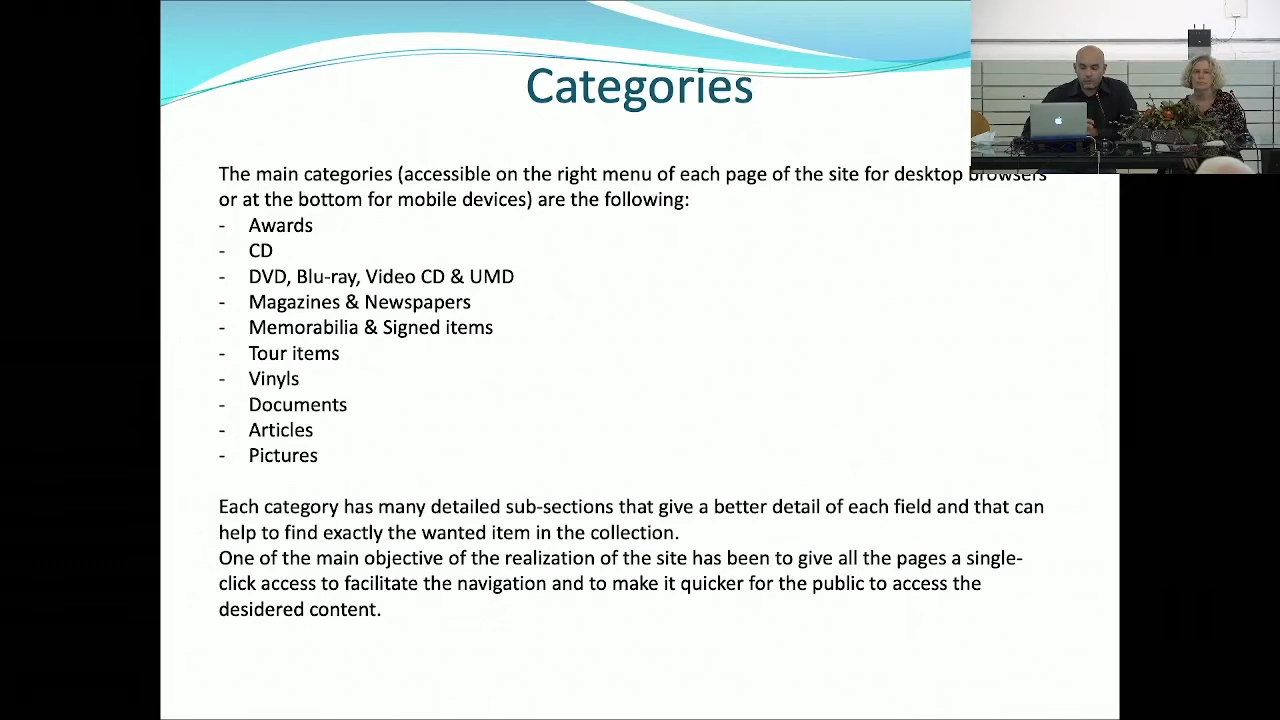 Categories
The main categories (accessible on the right menu of each page of the site for desktop browsers
or at the bottom for mobile devices) are the following:
- Awards
- CD
- DVD, Blu-ray, Video CD & UMD
- Magazines & Newspapers
- Memorabilia & Signed items
- Tour items
- Vinyls
- Documents
- Articles
- Pictures
Each category has many detailed sub-sections that give a better detail of each field and that can
help to find exactly the wanted item in the collection.
One of the main objective of the realization of the site has been to give all the pages a single-
click access to facilitate the navigation and to make it quicker for the public to access the
desidered content.